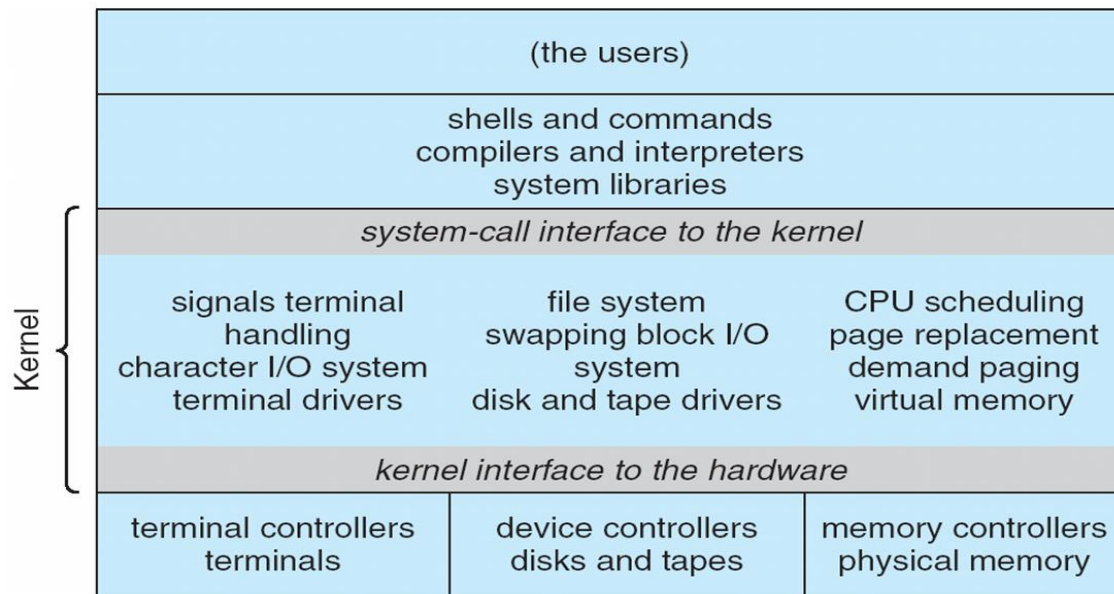 (the users)
shells and commands
compilers and interpreters
system libraries
system-call interface to the kernel
Kernel
signals terminal
handling
character I/O system
terminal drivers
file system
swapping block I/O
system
disk and tape drivers
CPU scheduling
page replacement
demand paging
virtual memory
kernel interface to the hardware
terminal controllers
terminals
device controllers
disks and tapes
memory controllers
physical memory